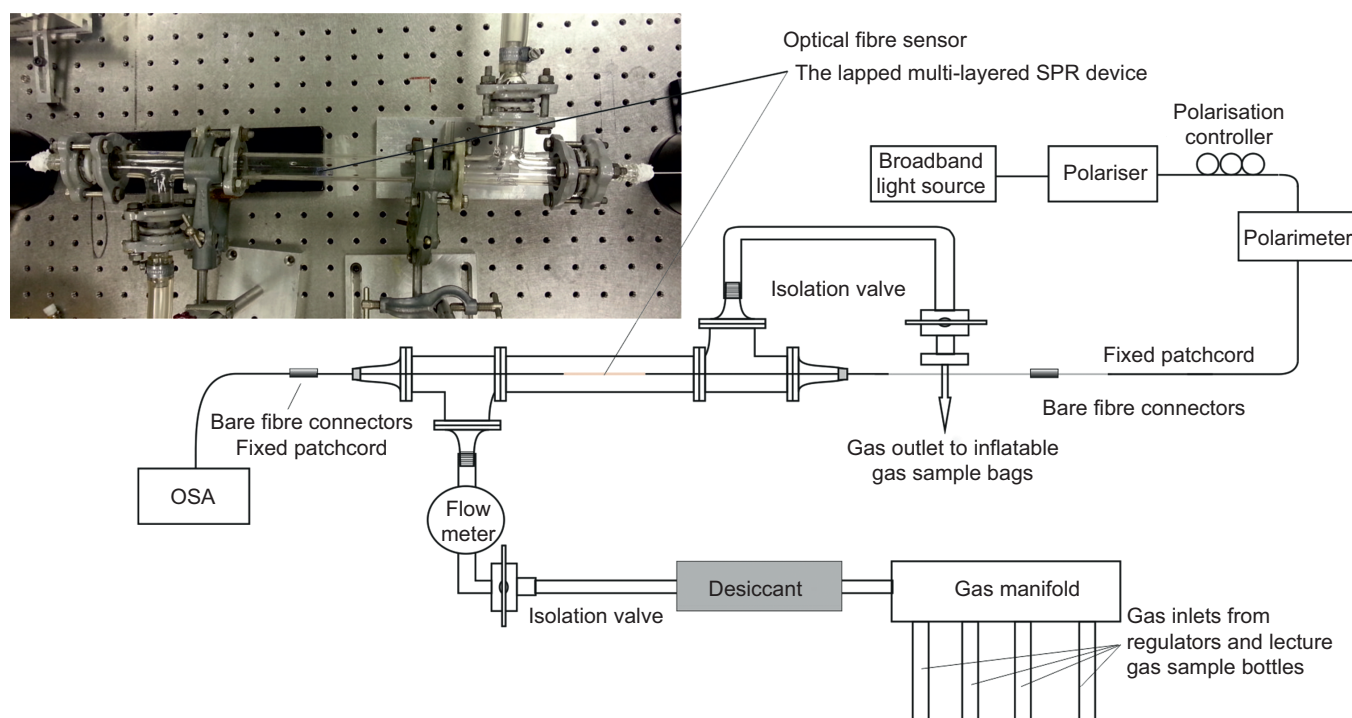 Optical fibre sensor
The lapped multi-layered SPR device
Polarisation
controller
Broadband
light source
Polariser
Polarimeter
Isolation valve
Fixed patchcord
Bare fibre connectors
Bare fibre connectors
Fixed patchcord
Gas outlet to inflatable
gas sample bags
OSA
Flow
meter
Isolation valve
Desiccant
Gas manifold
Gas inlets from
regulators and lecture
gas sample bottles